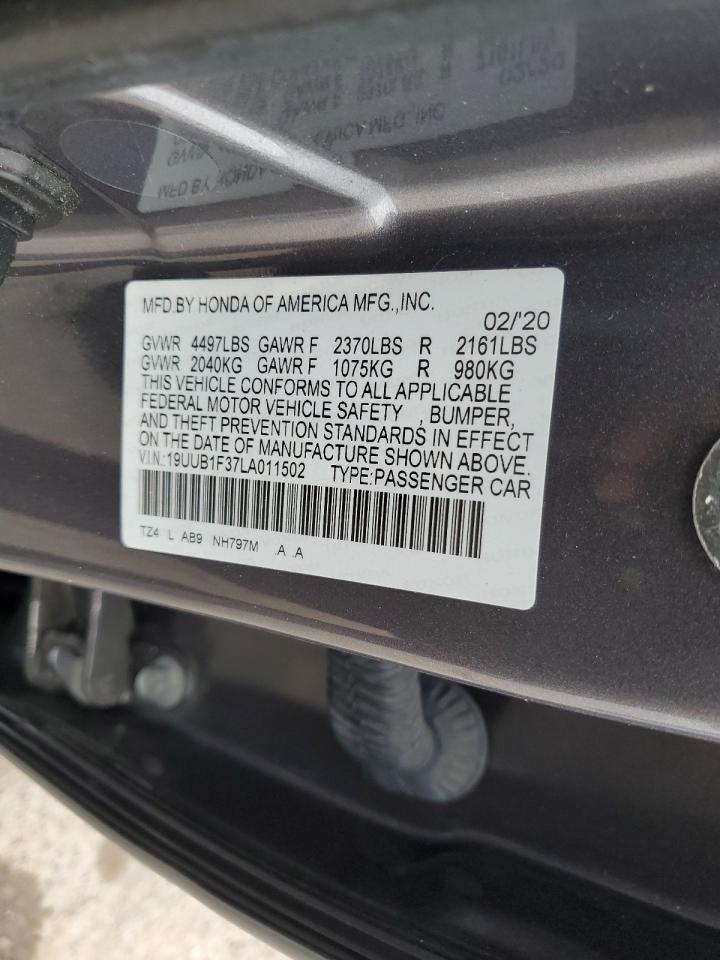 MFD.BY HONDA OF AMERICA MFG.,INC.
02/'20
GVWR 4497LBS GAWR F 2370LBS R 2161LBS
GVWR 2040KG GAWR F 1075KG R 980KG
THIS VEHICLE CONFORMS TO ALL APPLICABLE
FEDERAL MOTOR VEHICLE SAFETY , BUMPER,
AND THEFT PREVENTION STANDARDS IN EFFECT
ON THE DATE OF MANUFACTURE SHOWN ABOVE.
V.I.N.:19UUB1F37LA011502 TYPE:PASSENGER CAR
TZ4 L AB9 NH797M .A .A